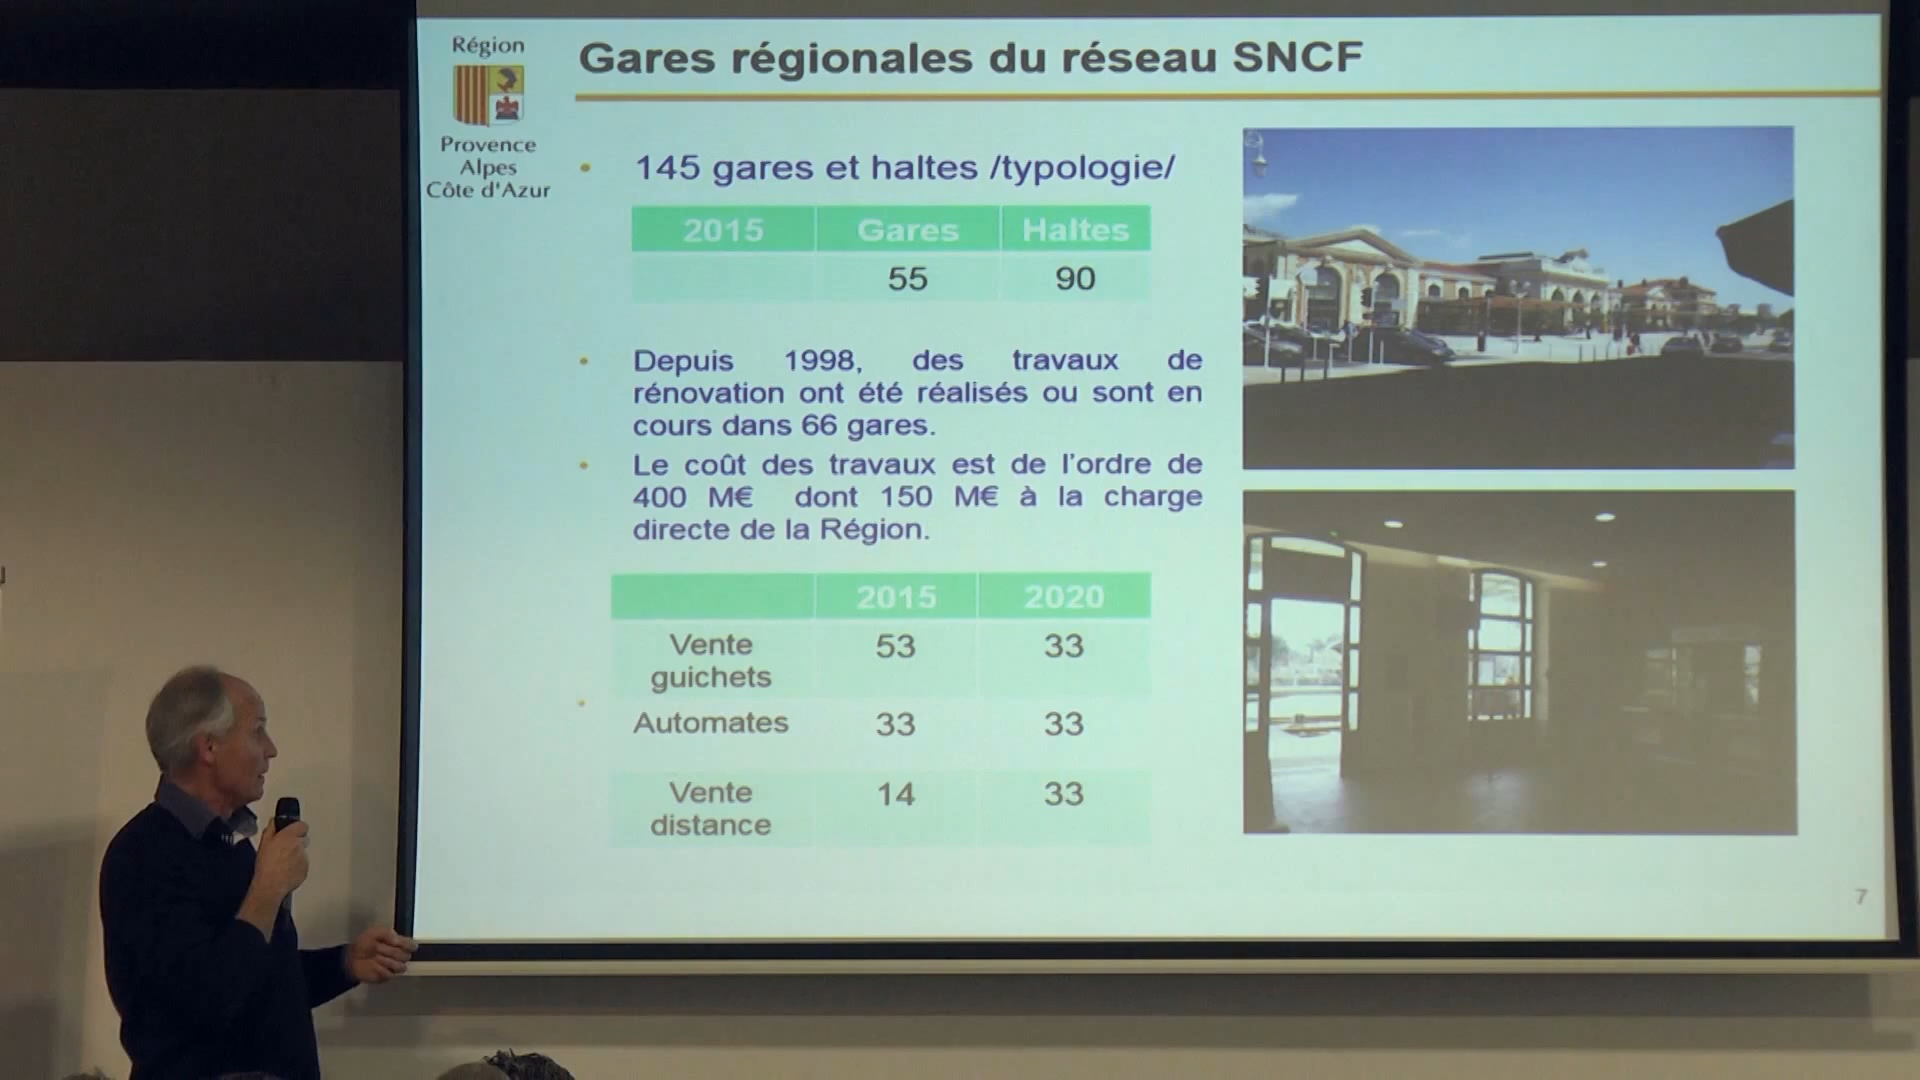 Région
Provence
Alpes
Côte d'Azur
Gares régionales du réseau SNCF
• 145 gares et haltes /typologie/
2015 Gares Haltes
55 90
• Depuis 1998, des travaux de
rénovation ont été réalisés ou sont en
cours dans 66 gares.
• Le coût des travaux est de l'ordre de
400 M€ dont 150 M€ à la charge
directe de la Région.
2015 2020
Vente
guichets
53 33
Automates 33 33
Vente
distance
14 33
7